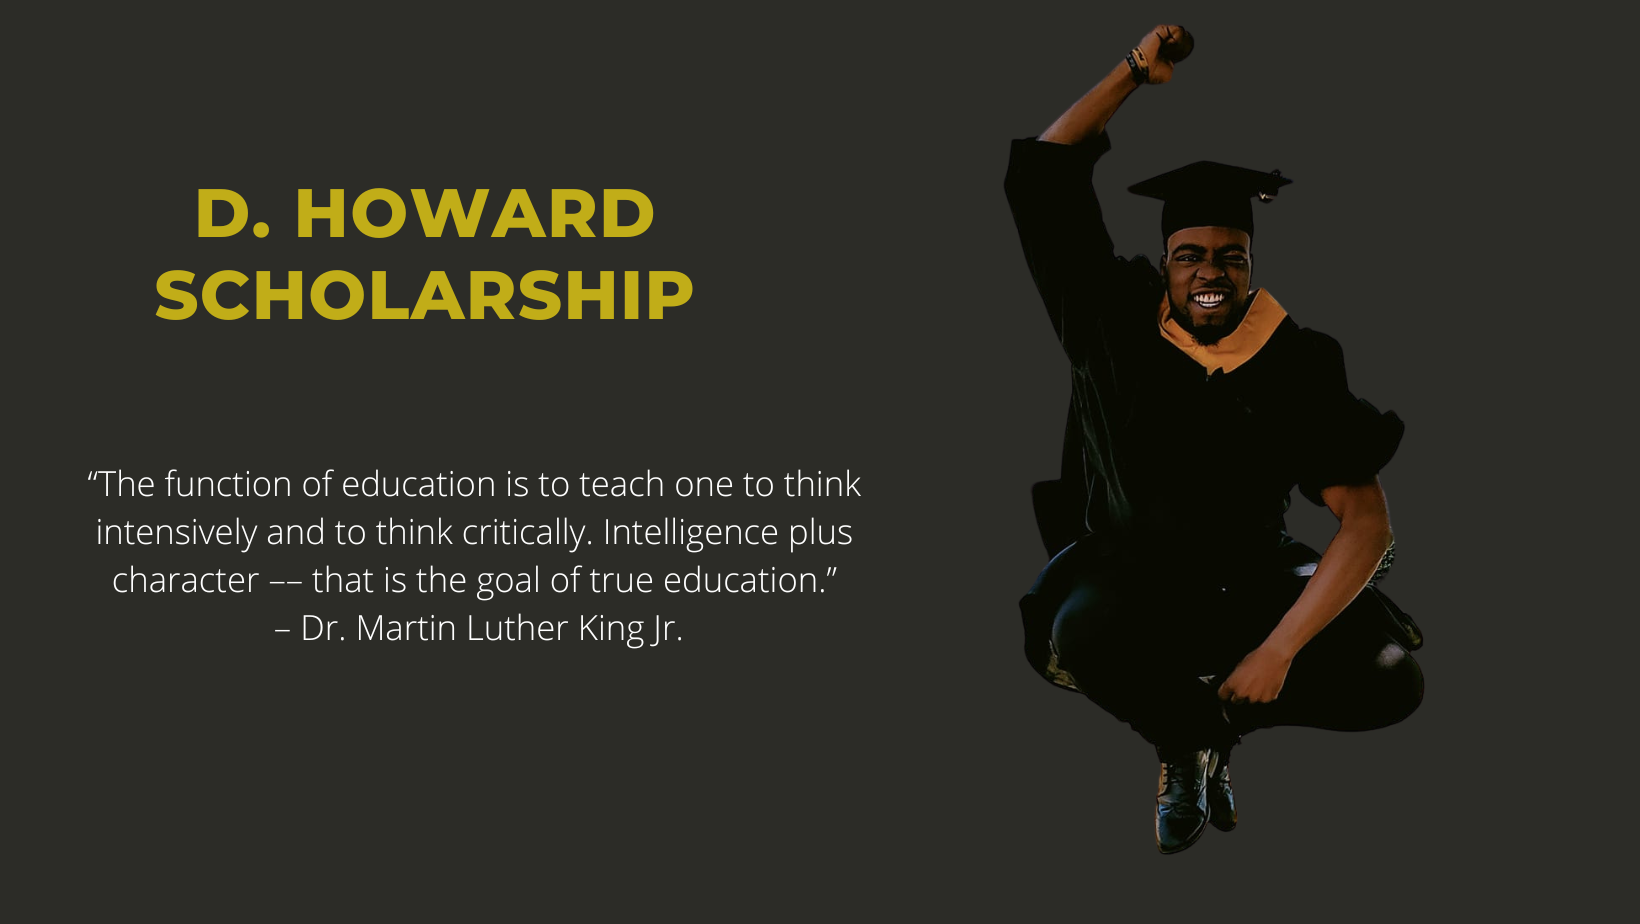 D. HOWARD
SCHOLARSHIP
“The function of education is to teach one to think
intensively and to think critically. Intelligence plus
character –– that is the goal of true education.”
– Dr. Martin Luther King Jr.